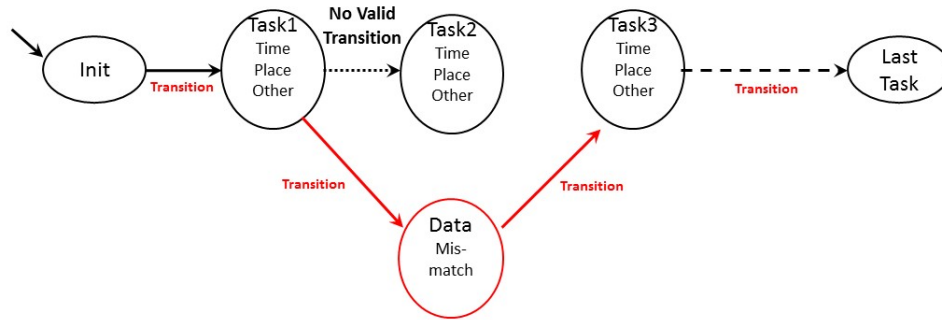 Init
Transition
Task1
Time
Place
Other
No Valid
Transition
Task2
Time
Place
Other
Task3
Time
Place
Other
Transition
Last
Task
Transition
Data
Mis-
match
Transition